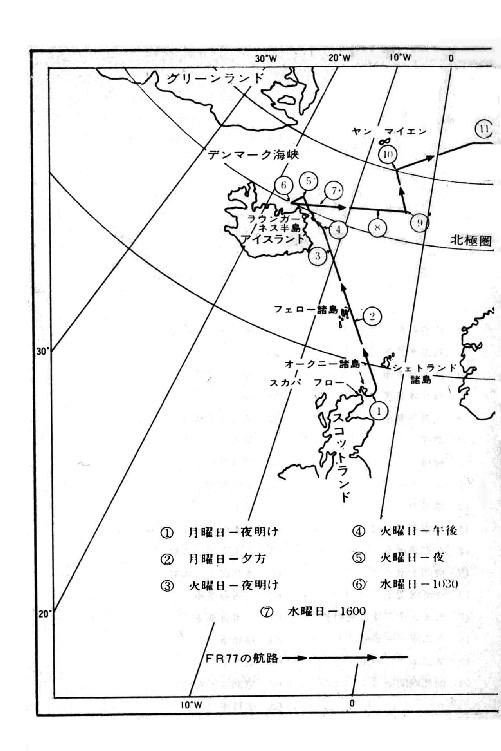 30°W 20°W 10°W 0
グリーンランド
ヤン マイエン
⑪
⑩
デンマーク海峡
⑥ ⑤ ⑦
ラウンガー
ネス半島
アイスランド
④
③
⑧ ⑨
北極圏
フェロー諸島
②
30°
オークニー諸島
シェトランド
諸島
スカパ フロー
①
スコットランド
① 月曜日－夜明け
② 月曜日－夕方
③ 火曜日－夜明け
④ 火曜日－午後
⑤ 火曜日－夜
⑥ 水曜日－1030
⑦ 水曜日－1600
20°
FR77の航路
10°W 0